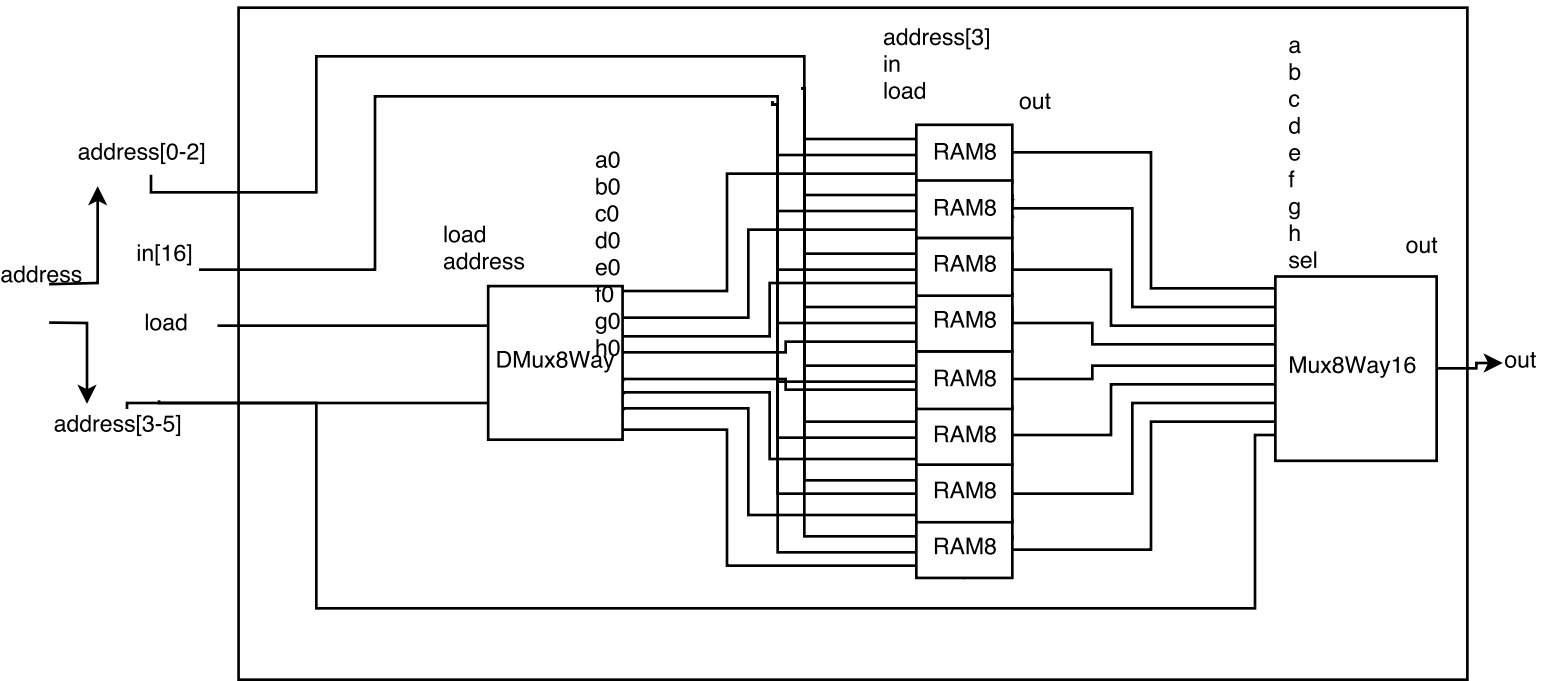 address
address[0-2]
in[16]
load
address[3-5]
load
address
a0
b0
c0
d0
e0
f0
g0
h0
DMux8Way
address[3]
in
load
out
RAM8
RAM8
RAM8
RAM8
RAM8
RAM8
RAM8
RAM8
a
b
c
d
e
f
g
h
sel
out
Mux8Way16
out